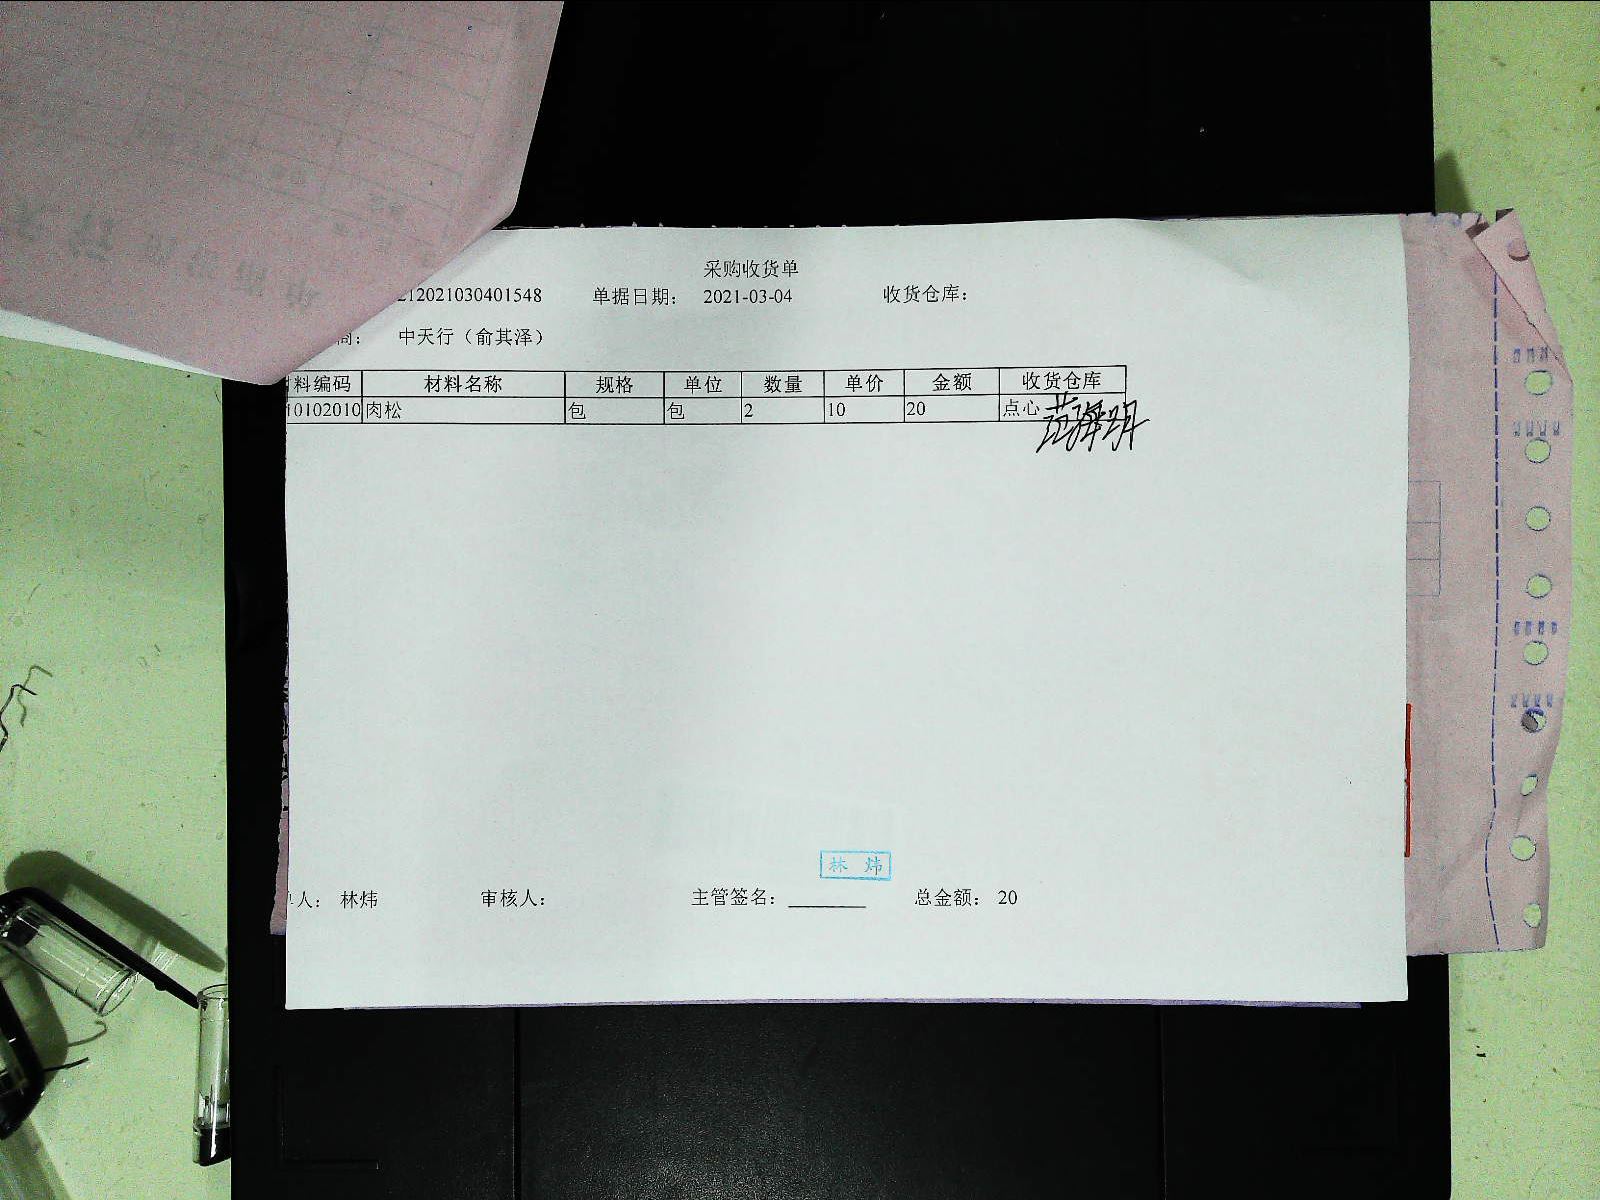 采购收货单
212021030401548 单据日期： 2021-03-04 收货仓库：
商： 中天行（俞其泽）
料编码 材料名称 规格 单位 数量 单价 金额 收货仓库
10102010 肉松 包 包 2 10 20 点心
范海明
林 炜
人： 林炜 审核人： 主管签名： 总金额： 20